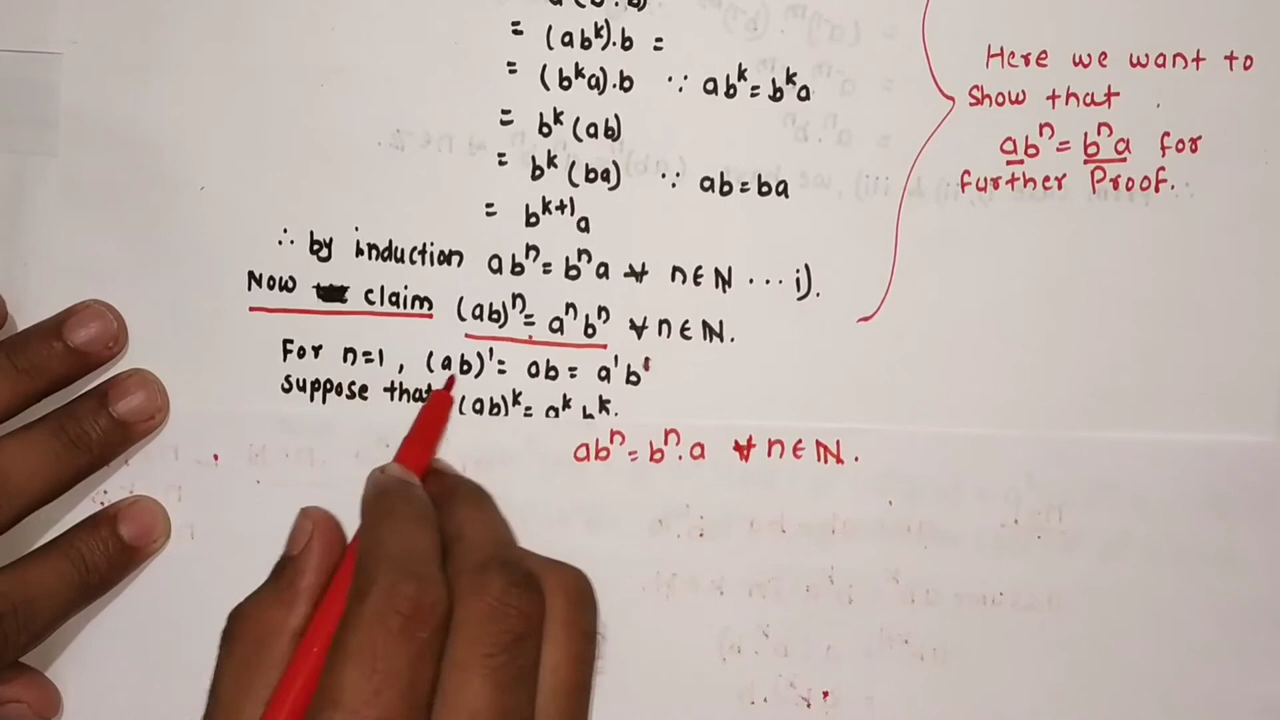 = (abᵏ).b =
= (bᵏa).b ∵ abᵏ = bᵏa
= bᵏ(ab)
= bᵏ(ba) ∵ ab = ba
= bᵏ⁺¹a
∴ by induction abⁿ = bⁿa ∀ n ∈ ℕ ... i).
Now claim (ab)ⁿ = aⁿbⁿ ∀ n ∈ ℕ.
For n=1, (ab)¹ = ab = a¹b¹
suppose that (ab)ᵏ = aᵏ bᵏ.
abⁿ = bⁿ.a ∀ n ∈ ℕ.
Here we want to
show that
abⁿ = bⁿa for
further Proof.